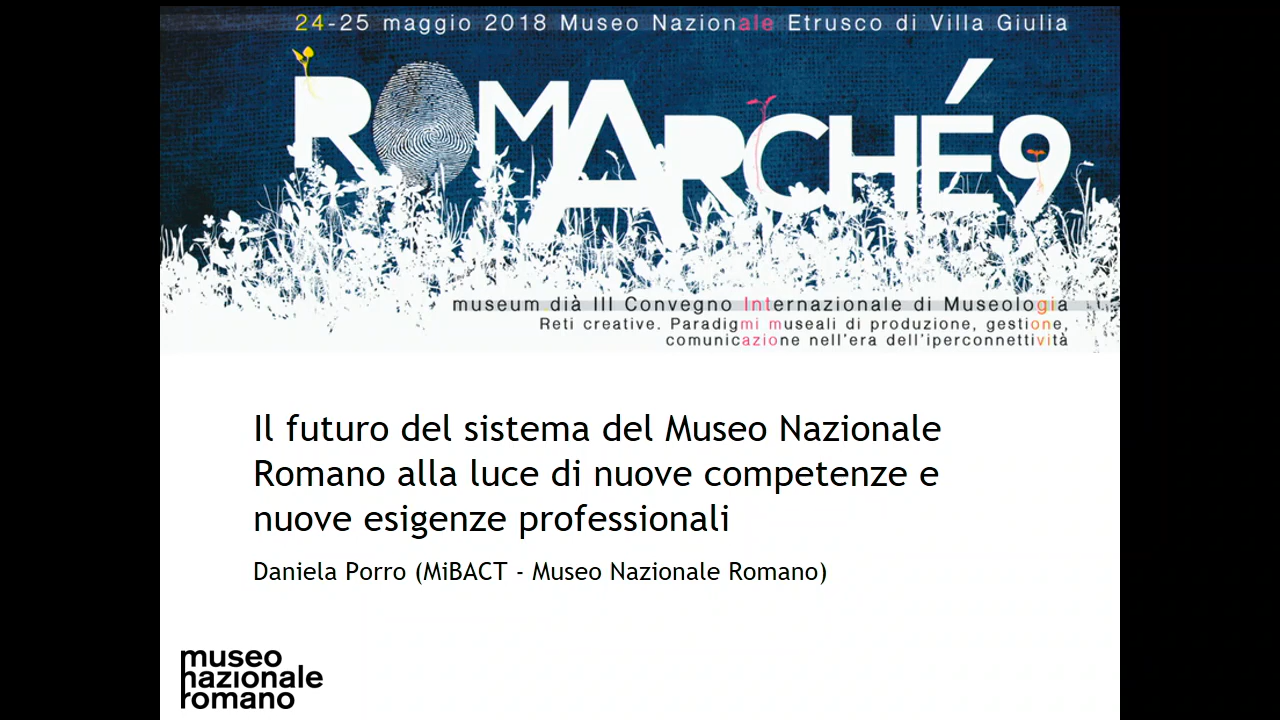 24-25 maggio 2018 Museo Nazionale Etrusco di Villa Giulia
ROMARCHÉ9
museum.dià III Convegno Internazionale di Museologia
Reti creative. Paradigmi museali di produzione, gestione,
comunicazione nell'era dell'iperconnettività
Il futuro del sistema del Museo Nazionale
Romano alla luce di nuove competenze e
nuove esigenze professionali
Daniela Porro (MiBACT - Museo Nazionale Romano)
museo
nazionale
romano